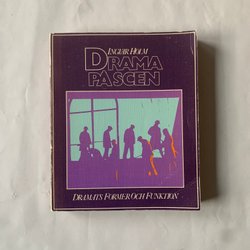 INGVAR HOLM
DRAMA
PÅ SCEN
DRAMATS FORMER OCH FUNKTION